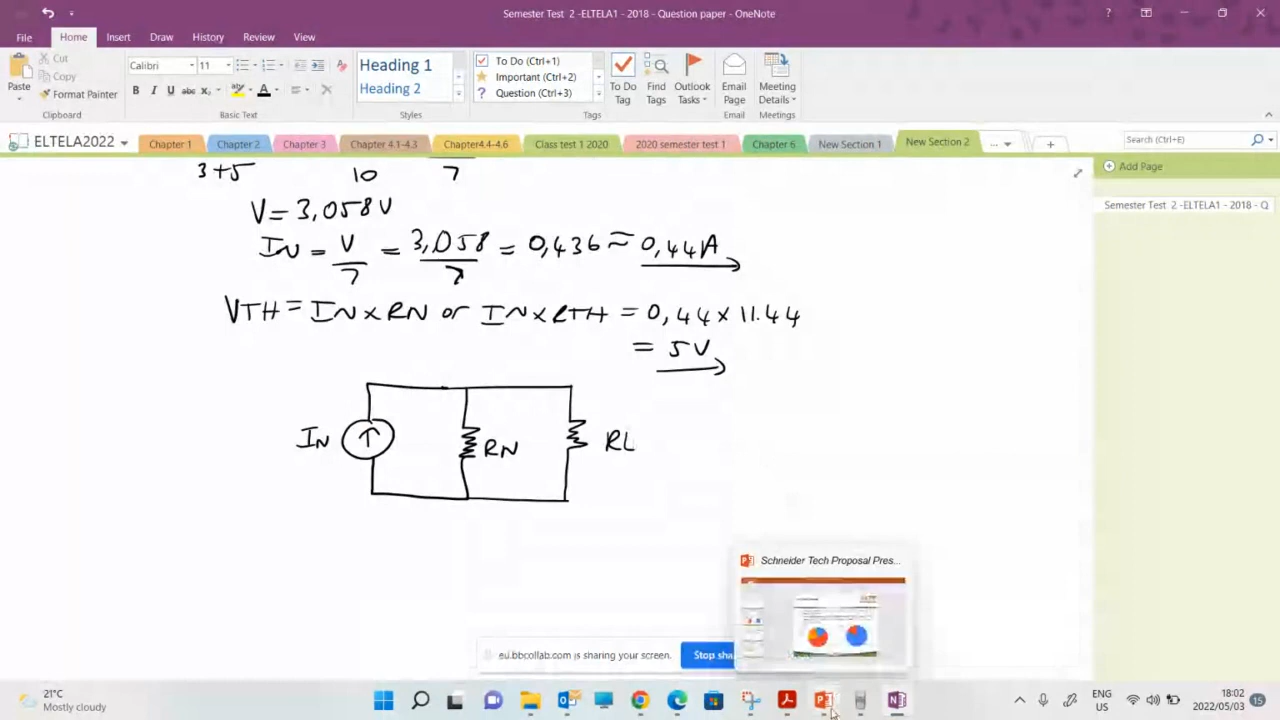 Semester Test 2 -ELTELA1 - 2018 - Question paper - OneNote
File Home Insert Draw History Review View
Paste Cut Copy Format Painter
Clipboard
Calibri 11
B I U abc X₂ A
Basic Text
Heading 1
Heading 2
Styles
To Do (Ctrl+1)
Important (Ctrl+2)
Question (Ctrl+3)
To Do Tag
Find Tags
Outlook Tasks
Tags
Email Page
Email
Meeting Details
Meetings
ELTELA2022 Chapter 1 Chapter 2 Chapter 3 Chapter 4.1-4.3 Chapter4.4-4.6 Class test 1 2020 2020 semester test 1 Chapter 6 New Section 1 New Section 2 ... Search (Ctrl+E)
Add Page
Semester Test 2 -ELTELA1 - 2018 - Q
3+5 10 7
V = 3,058V
IN = V/7 = 3,058/7 = 0,436 ≈ 0,44A
VTH = IN x RN or IN x RTH = 0,44 x 11.44
= 5V
IN RN RL
Schneider Tech Proposal Pres...
eu.bbcollab.com is sharing your screen. Stop sha
21°C
Mostly cloudy
ENG
US
18:02
2022/05/03
15